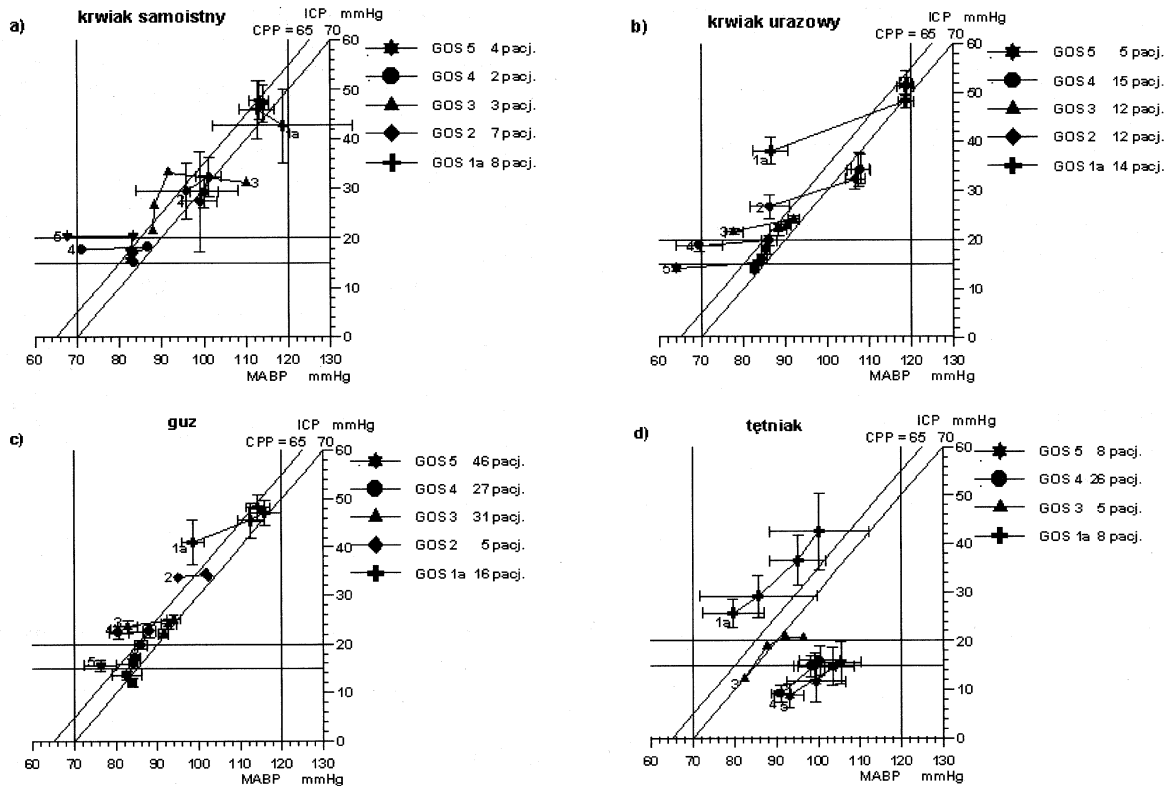 a)
krwiak samoistny
ICP mmHg
CPP = 65 70
60
50
40
30
20
10
0
1a
2
3
5
4
60 70 80 90 100 110 120 130
MABP mmHg
GOS 5 4 pacj.
GOS 4 2 pacj.
GOS 3 3 pacj.
GOS 2 7 pacj.
GOS 1a 8 pacj.
b)
krwiak urazowy
ICP mmHg
CPP = 65 70
60
50
40
30
20
10
0
1a
2
3
4
5
60 70 80 90 100 110 120 130
MABP mmHg
GOS 5 5 pacj.
GOS 4 15 pacj.
GOS 3 12 pacj.
GOS 2 12 pacj.
GOS 1a 14 pacj.
c)
guz
ICP mmHg
CPP = 65 70
60
50
40
30
20
10
0
1a
2
3
4
5
60 70 80 90 100 110 120 130
MABP mmHg
GOS 5 46 pacj.
GOS 4 27 pacj.
GOS 3 31 pacj.
GOS 2 5 pacj.
GOS 1a 16 pacj.
d)
tętniak
ICP mmHg
CPP = 65 70
60
50
40
30
20
10
0
1a
3
4
5
60 70 80 90 100 110 120 130
MABP mmHg
GOS 5 8 pacj.
GOS 4 26 pacj.
GOS 3 5 pacj.
GOS 1a 8 pacj.